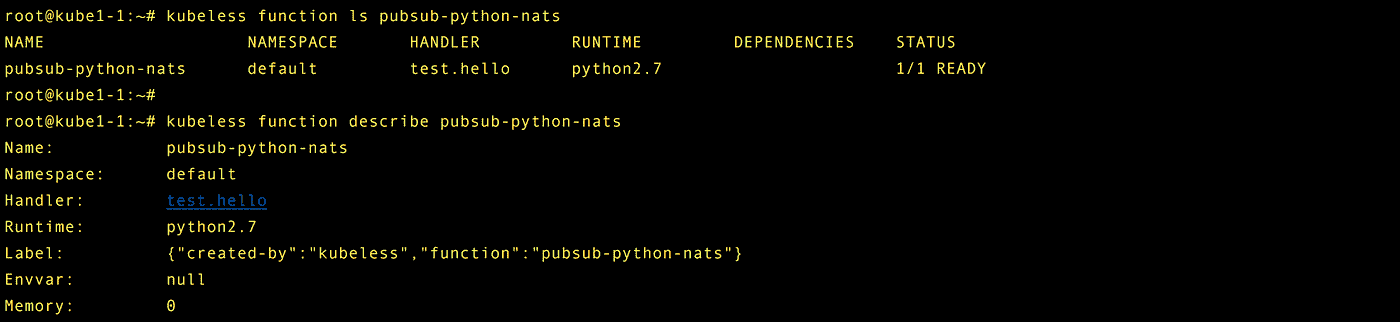 root@kube1-1:~# kubeless function ls pubsub-python-nats
NAME NAMESPACE HANDLER RUNTIME DEPENDENCIES STATUS
pubsub-python-nats default test.hello python2.7 1/1 READY
root@kube1-1:~#
root@kube1-1:~# kubeless function describe pubsub-python-nats
Name: pubsub-python-nats
Namespace: default
Handler: test.hello
Runtime: python2.7
Label: {"created-by":"kubeless","function":"pubsub-python-nats"}
Envvar: null
Memory: 0